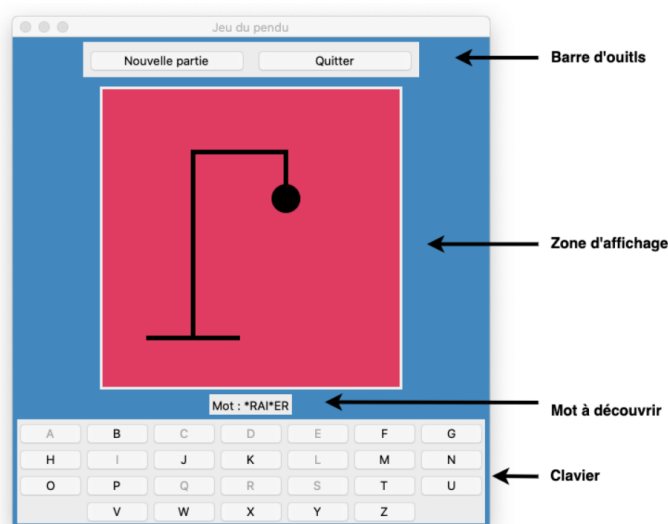 Jeu du pendu
Nouvelle partie Quitter
Barre d'ouitls
Zone d'affichage
Mot : *RAI*ER
Mot à découvrir
A B C D E F G
H I J K L M N
Clavier
O P Q R S T U
V W X Y Z